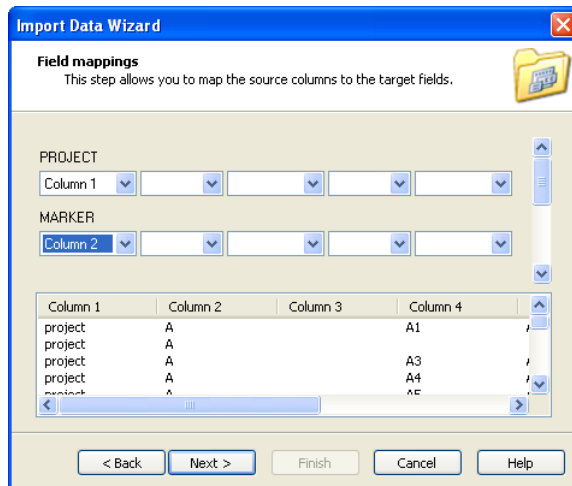 Import Data Wizard
Field mappings
This step allows you to map the source columns to the target fields.
PROJECT
Column 1
MARKER
Column 2
Column 1 Column 2 Column 3 Column 4
project A A1
project A
project A A3
project A A4
project A A5
< Back Next > Finish Cancel Help